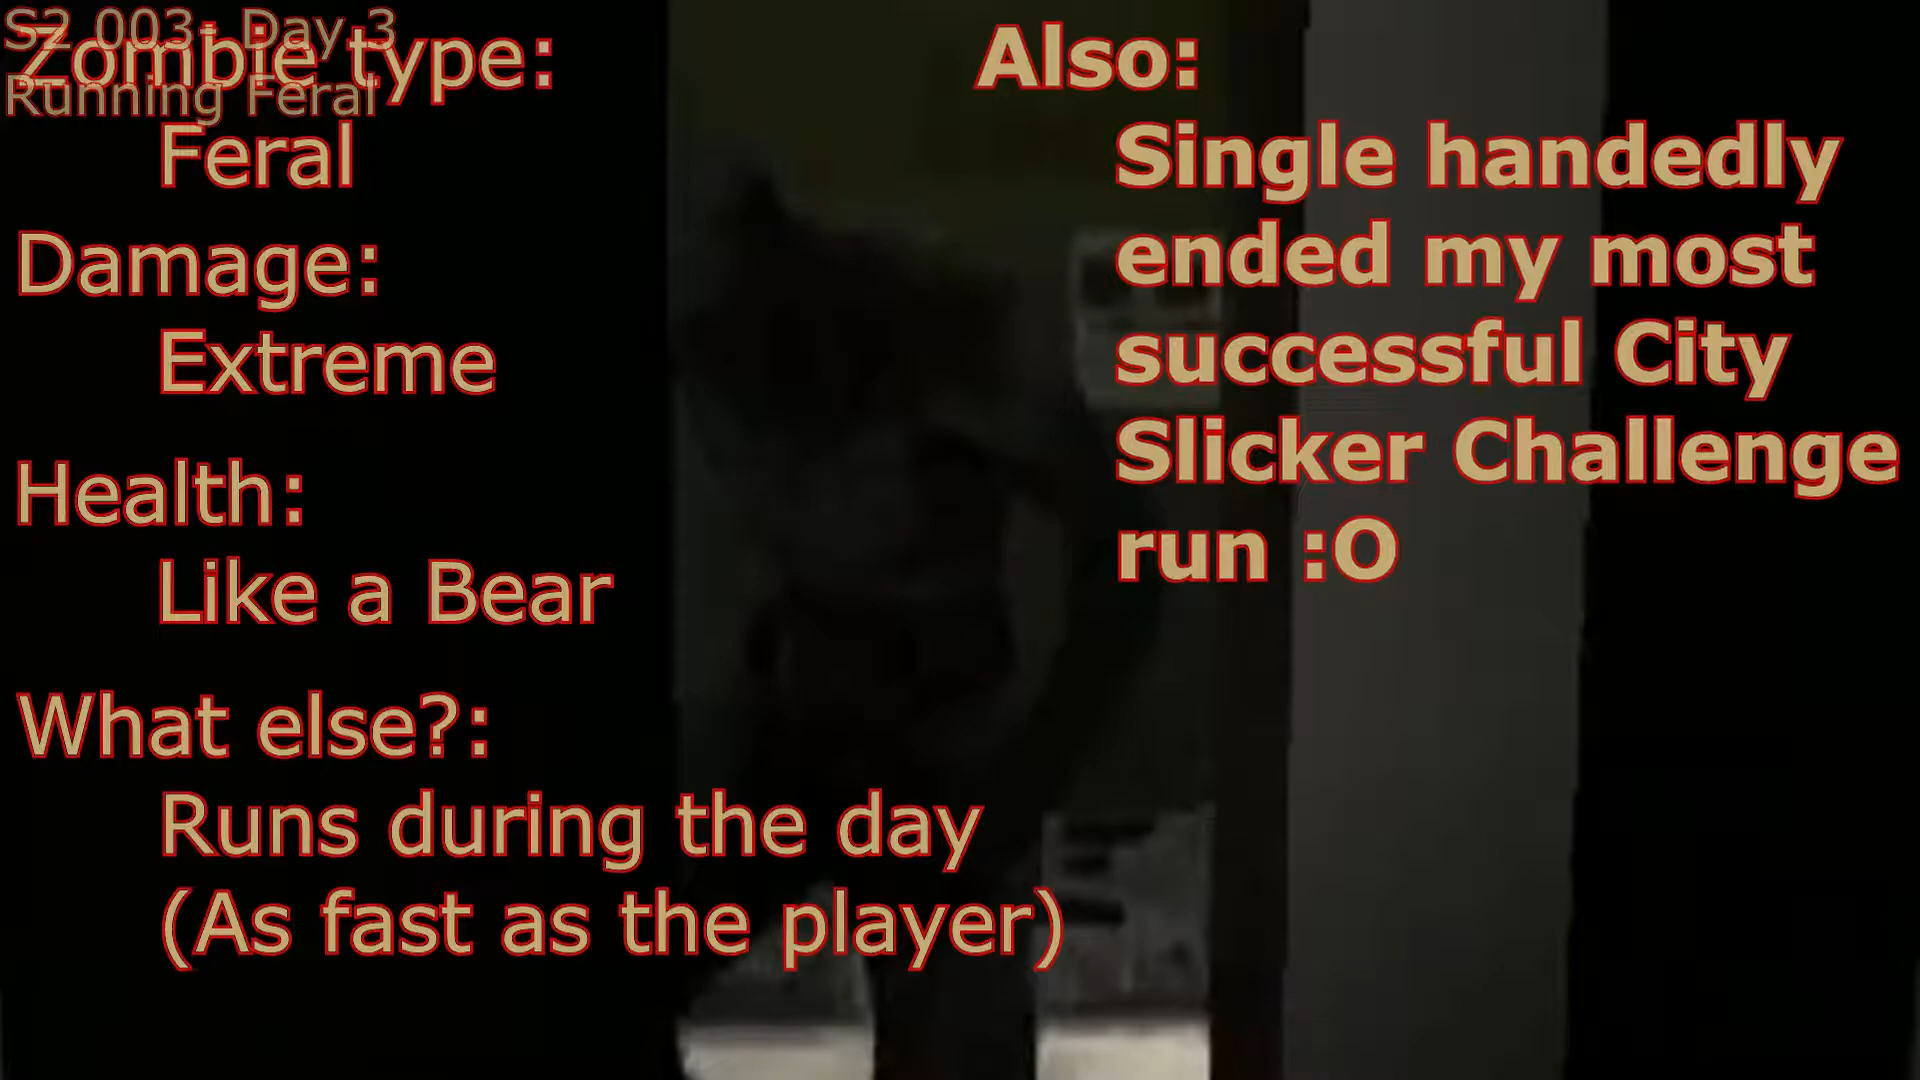 S2 003- Day 3
Running Feral
Zombie type:
Feral
Damage:
Extreme
Health:
Like a Bear
What else?:
Runs during the day
(As fast as the player)
Also:
Single handedly
ended my most
successful City
Slicker Challenge
run :O